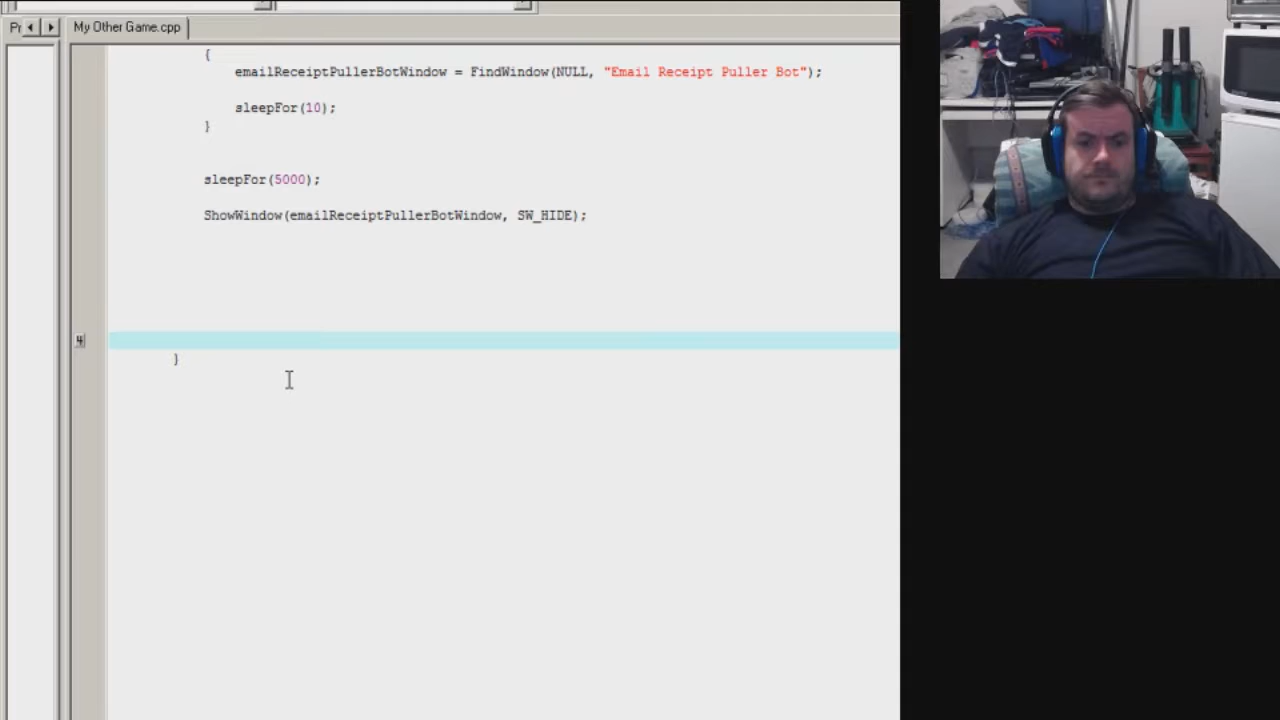 Pr
My Other Game.cpp
{
emailReceiptPullerBotWindow = FindWindow(NULL, "Email Receipt Puller Bot");
sleepFor(10);
}
sleepFor(5000);
ShowWindow(emailReceiptPullerBotWindow, SW_HIDE);
4
}